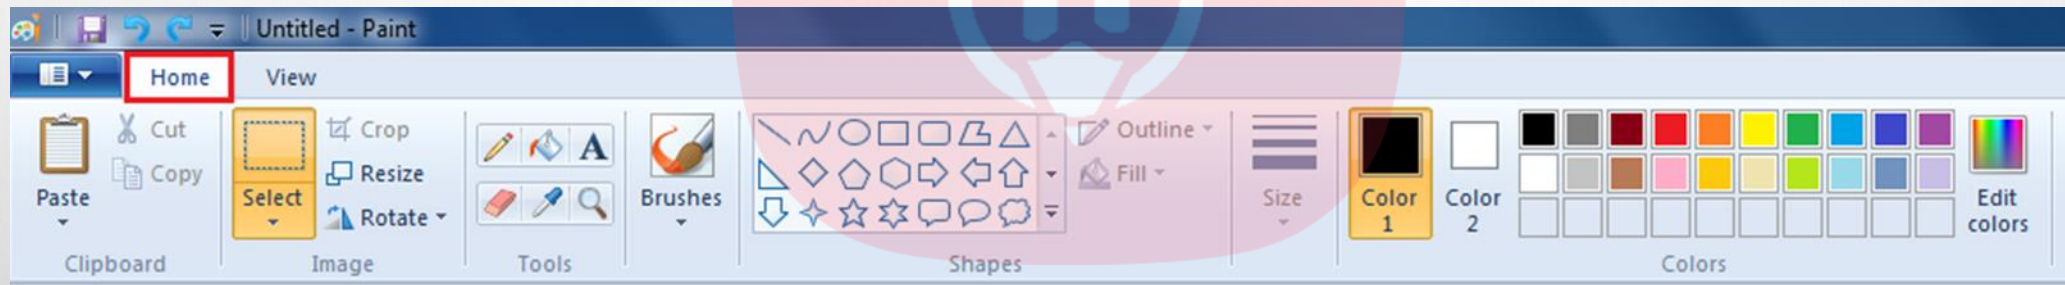 Untitled - Paint
Home View
Paste
Cut
Copy
Clipboard
Select
Crop
Resize
Rotate
Image
A
Tools
Brushes
Outline
Fill
Shapes
Size
Color
1
Color
2
Edit
colors
Colors